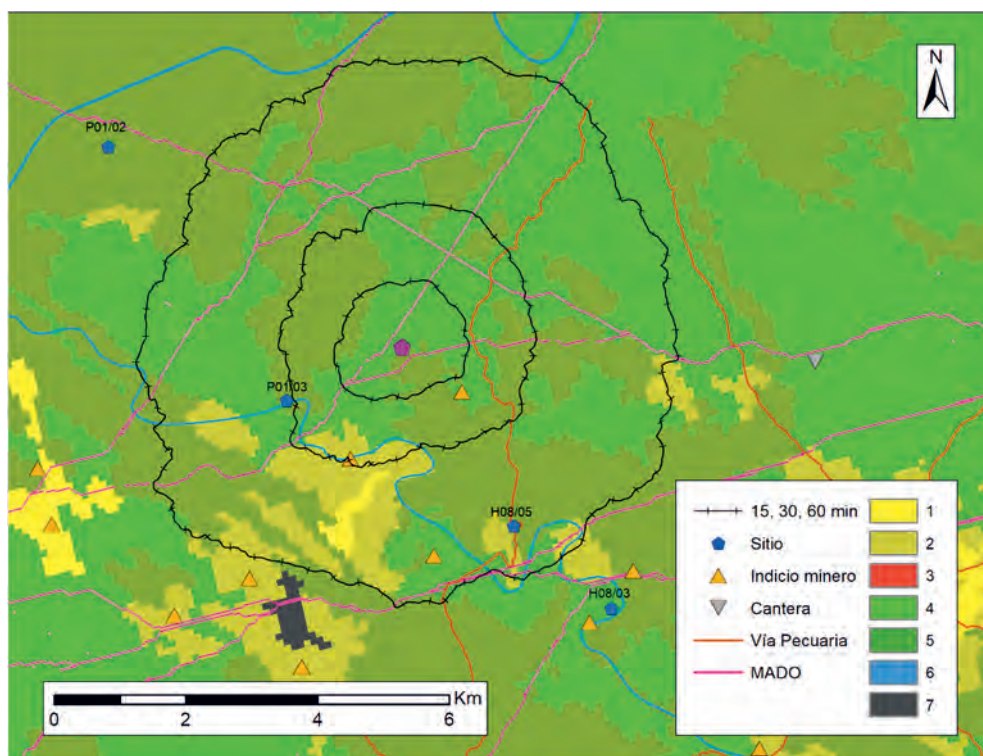 N
P01/02
P01/03
H08/05
H08/03
15, 30, 60 min
Sitio
Indicio minero
Cantera
Vía Pecuaria
MADO
1
2
3
4
5
6
7
Km
0 2 4 6